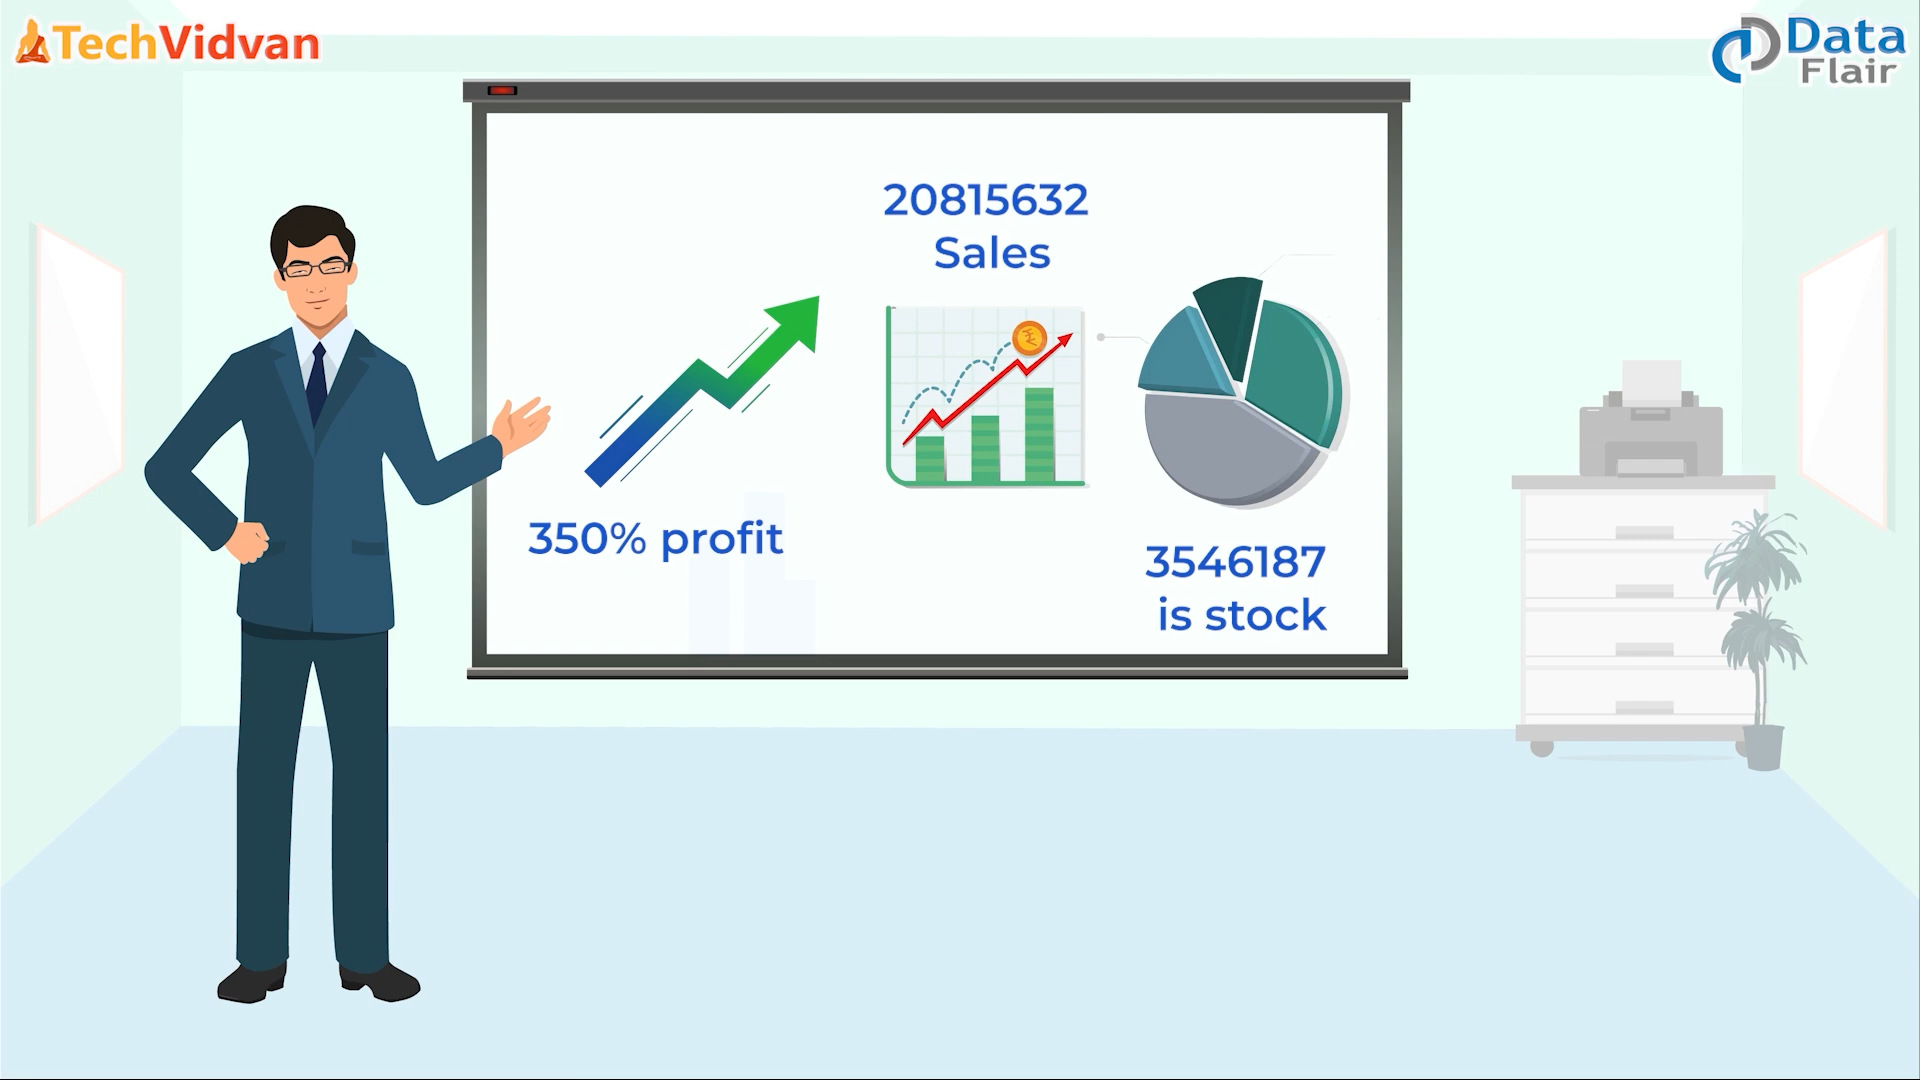 TechVidvan
Data
Flair
20815632
Sales
350% profit
3546187
is stock